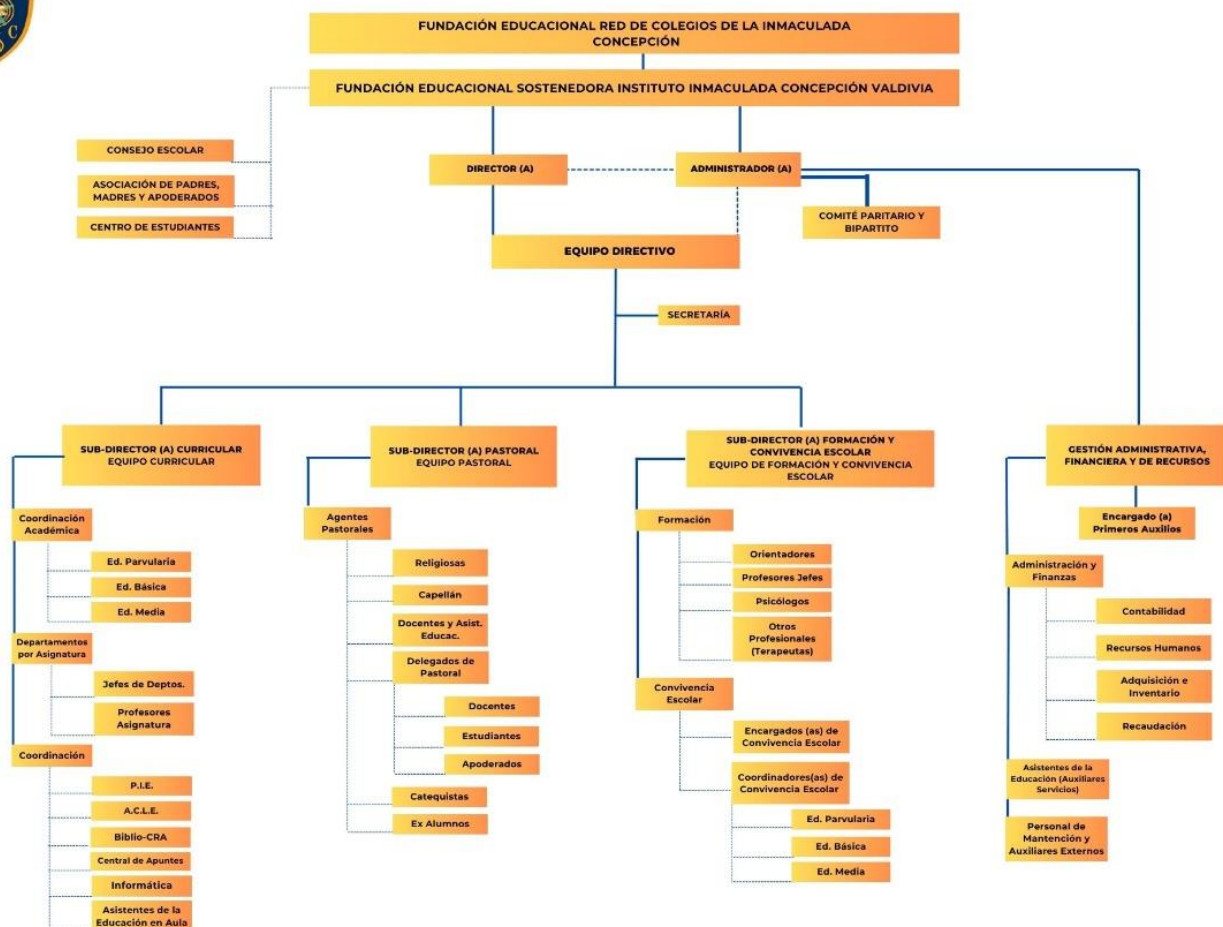 FUNDACIÓN EDUCACIONAL RED DE COLEGIOS DE LA INMACULADA
CONCEPCIÓN
FUNDACIÓN EDUCACIONAL SOSTENEDORA INSTITUTO INMACULADA CONCEPCIÓN VALDIVIA
CONSEJO ESCOLAR
ASOCIACIÓN DE PADRES,
MADRES Y APODERADOS
CENTRO DE ESTUDIANTES
DIRECTOR (A)
ADMINISTRADOR (A)
COMITÉ PARITARIO Y
BIPARTITO
EQUIPO DIRECTIVO
SECRETARÍA
SUB-DIRECTOR (A) CURRICULAR
EQUIPO CURRICULAR
Coordinación
Académica
Ed. Parvularia
Ed. Básica
Ed. Media
Departamentos
por Asignatura
Jefes de Deptos.
Profesores
Asignatura
Coordinación
P.I.E.
A.C.L.E.
Biblio-CRA
Central de Apuntes
Informática
Asistentes de la
Educación en Aula
SUB-DIRECTOR (A) PASTORAL
EQUIPO PASTORAL
Agentes
Pastorales
Religiosas
Capellán
Docentes y Asist.
Educac.
Delegados de
Pastoral
Docentes
Estudiantes
Apoderados
Catequistas
Ex Alumnos
SUB-DIRECTOR (A) FORMACIÓN Y
CONVIVENCIA ESCOLAR
EQUIPO DE FORMACIÓN Y CONVIVENCIA
ESCOLAR
Formación
Orientadores
Profesores Jefes
Psicólogos
Otros
Profesionales
(Terapeutas)
Convivencia
Escolar
Encargados (as) de
Convivencia Escolar
Coordinadores(as) de
Convivencia Escolar
Ed. Parvularia
Ed. Básica
Ed. Media
GESTIÓN ADMINISTRATIVA,
FINANCIERA Y DE RECURSOS
Encargado (a)
Primeros Auxilios
Administración y
Finanzas
Contabilidad
Recursos Humanos
Adquisición e
Inventario
Recaudación
Asistentes de la
Educación (Auxiliares
Servicios)
Personal de
Mantención y
Auxiliares Externos